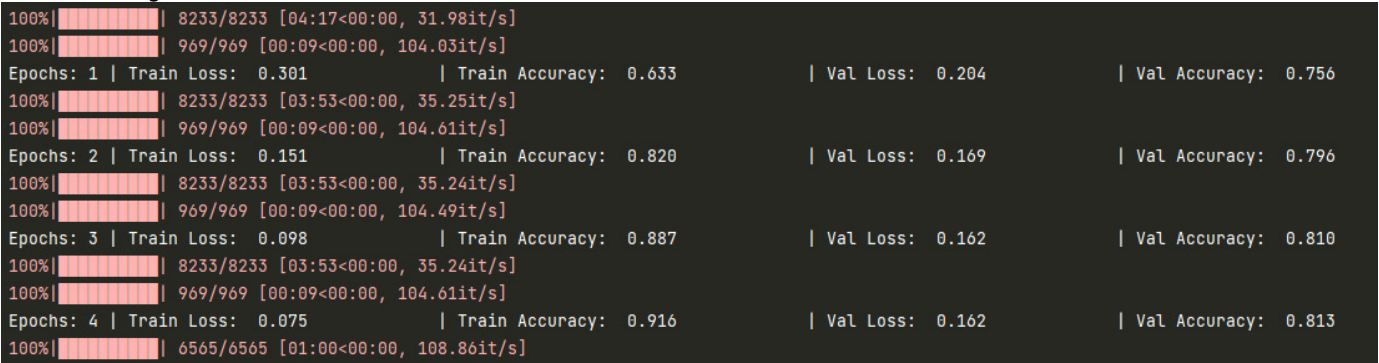 100%|██████████| 8233/8233 [04:17<00:00, 31.98it/s]
100%|██████████| 969/969 [00:09<00:00, 104.03it/s]
Epochs: 1 | Train Loss:  0.301             | Train Accuracy:  0.633             | Val Loss:  0.204             | Val Accuracy:  0.756
100%|██████████| 8233/8233 [03:53<00:00, 35.25it/s]
100%|██████████| 969/969 [00:09<00:00, 104.61it/s]
Epochs: 2 | Train Loss:  0.151             | Train Accuracy:  0.820             | Val Loss:  0.169             | Val Accuracy:  0.796
100%|██████████| 8233/8233 [03:53<00:00, 35.24it/s]
100%|██████████| 969/969 [00:09<00:00, 104.49it/s]
Epochs: 3 | Train Loss:  0.098             | Train Accuracy:  0.887             | Val Loss:  0.162             | Val Accuracy:  0.810
100%|██████████| 8233/8233 [03:53<00:00, 35.24it/s]
100%|██████████| 969/969 [00:09<00:00, 104.61it/s]
Epochs: 4 | Train Loss:  0.075             | Train Accuracy:  0.916             | Val Loss:  0.162             | Val Accuracy:  0.813
100%|██████████| 6565/6565 [01:00<00:00, 108.86it/s]